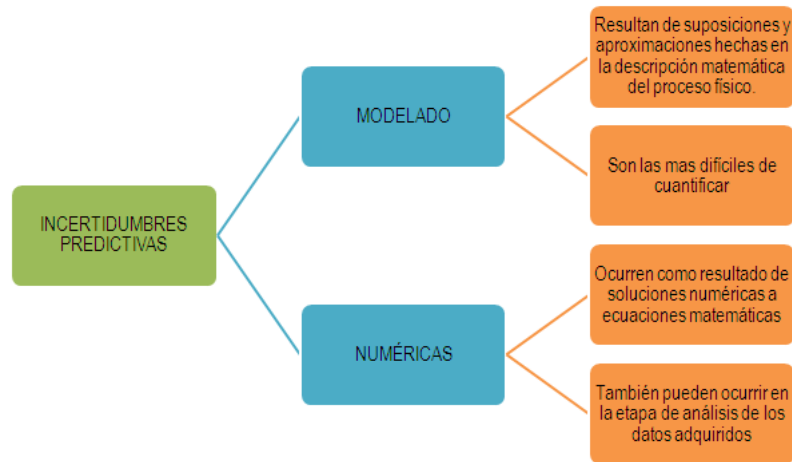 INCERTIDUMBRES
PREDICTIVAS
MODELADO
Resultan de suposiciones y
aproximaciones hechas en
la descripción matemática
del proceso físico.
Son las mas difíciles de
cuantificar
NUMÉRICAS
Ocurren como resultado de
soluciones numéricas a
ecuaciones matemáticas
También pueden ocurrir en
la etapa de análisis de los
datos adquiridos